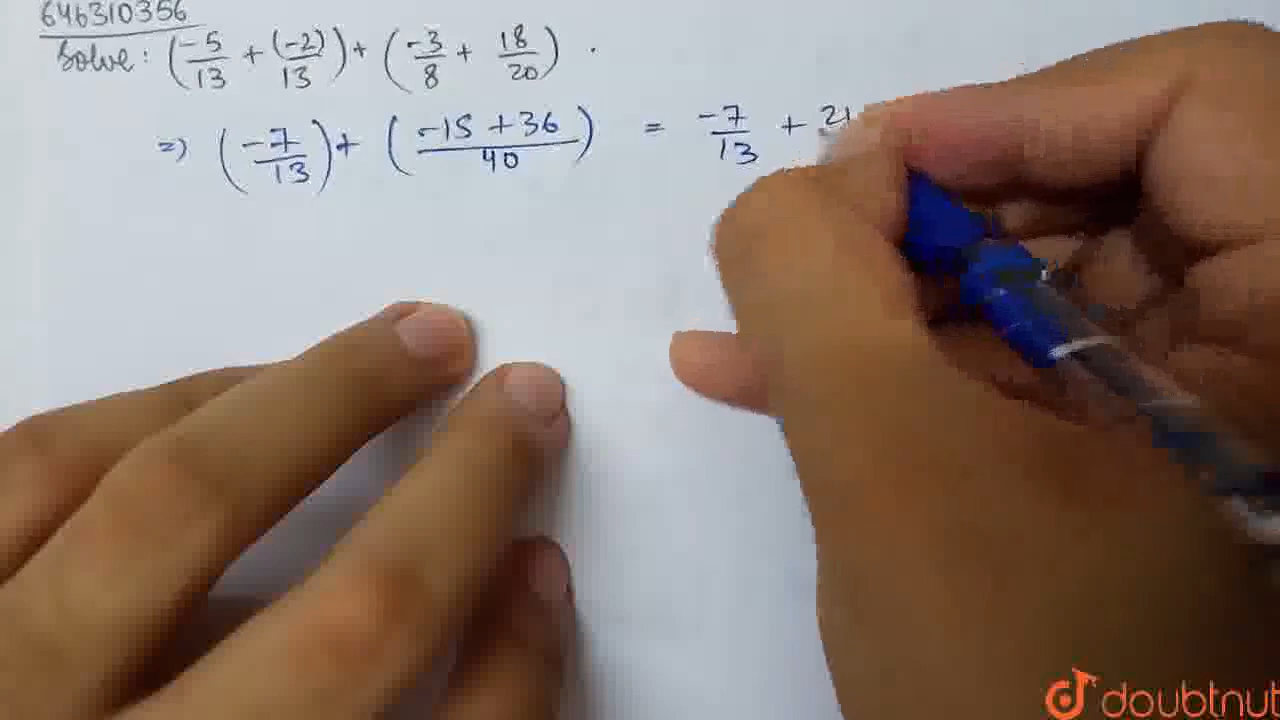 646310356
Solve: (-5/13 + (-2)/13) + (-3/8 + 18/20) .
=> (-7/13) + (-15 + 36/40) = -7/13 + 21
doubtnut